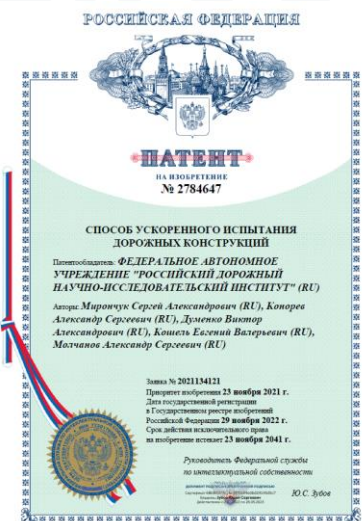 РОССИЙСКАЯ ФЕДЕРАЦИЯ
ПАТЕНТ
НА ИЗОБРЕТЕНИЕ
№ 2784647
СПОСОБ УСКОРЕННОГО ИСПЫТАНИЯ
ДОРОЖНЫХ КОНСТРУКЦИЙ
Патентообладатель: ФЕДЕРАЛЬНОЕ АВТОНОМНОЕ
УЧРЕЖДЕНИЕ "РОССИЙСКИЙ ДОРОЖНЫЙ
НАУЧНО-ИССЛЕДОВАТЕЛЬСКИЙ ИНСТИТУТ" (RU)
Авторы: Мирончук Сергей Александрович (RU), Конорев
Александр Сергеевич (RU), Думенко Виктор
Александрович (RU), Кошель Евгений Валерьевич (RU),
Молчанов Александр Сергеевич (RU)
Заявка № 2021134121
Приоритет изобретения 23 ноября 2021 г.
Дата государственной регистрации
в Государственном реестре изобретений
Российской Федерации 29 ноября 2022 г.
Срок действия исключительного права
на изобретение истекает 23 ноября 2041 г.
Руководитель Федеральной службы
по интеллектуальной собственности
ДОКУМЕНТ ПОДПИСАН ЭЛЕКТРОННОЙ ПОДПИСЬЮ
Ю.С. Зубов